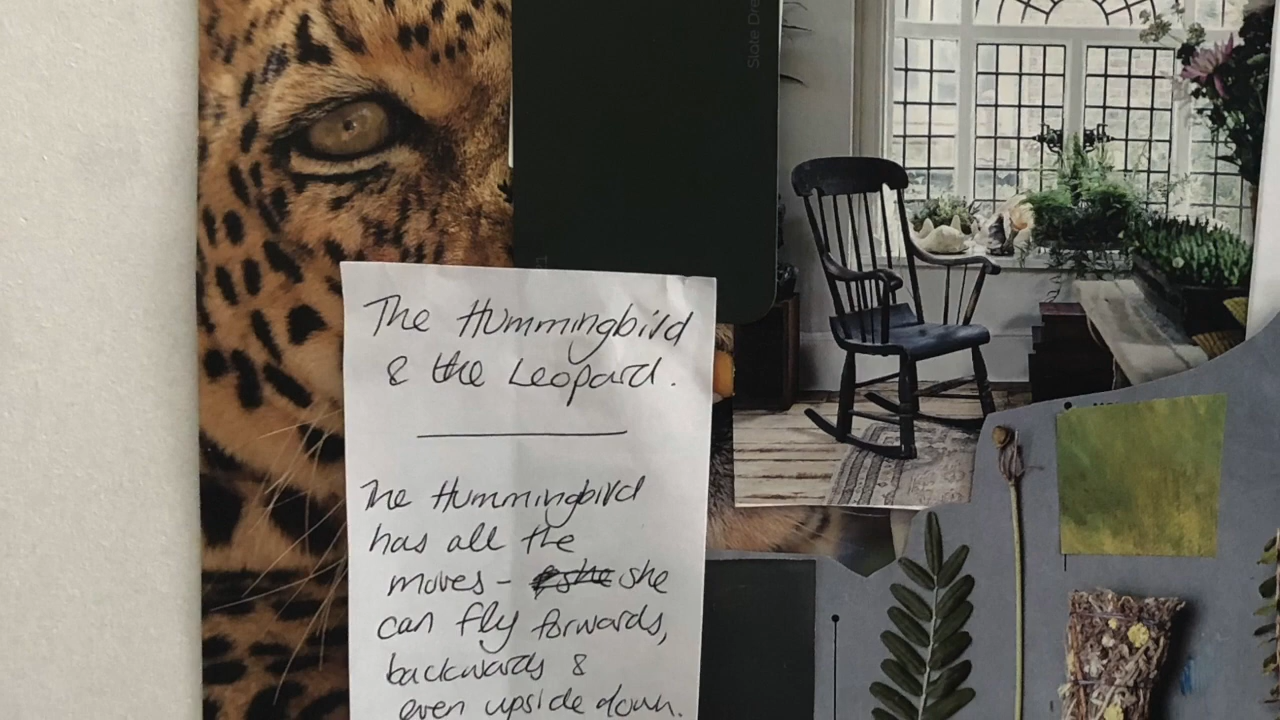 Slate Dre
The Hummingbird
& the Leopard.
The Hummingbird
has all the
moves - she
can fly forwards,
backwards &
even upside down.